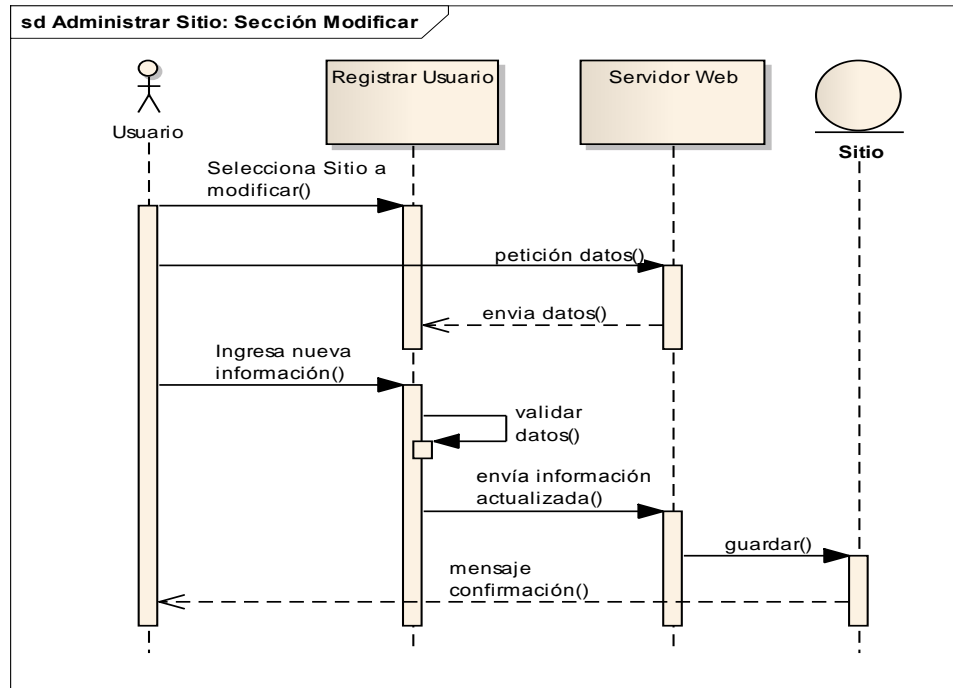 sd Administrar Sitio: Sección Modificar
Usuario
Registrar Usuario
Servidor Web
Sitio
Selecciona Sitio a
modificar()
petición datos()
envia datos()
Ingresa nueva
información()
validar
datos()
envía información
actualizada()
guardar()
mensaje
confirmación()